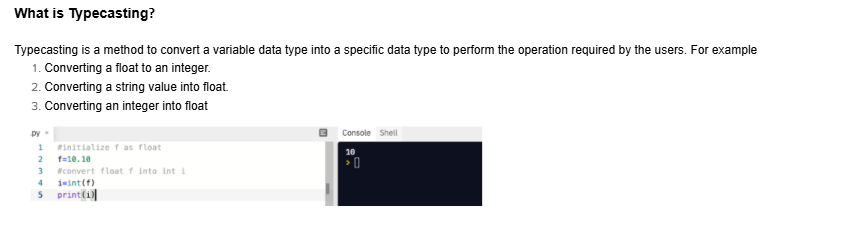 What is Typecasting?
Typecasting is a method to convert a variable data type into a specific data type to perform the operation required by the users. For example
1. Converting a float to an integer.
2. Converting a string value into float.
3. Converting an integer into float
.py ×
Console Shell
1 #initialize f as float
2 f=10.10
3 #convert float f into int i
4 i=int(f)
5 print(i)
10
>